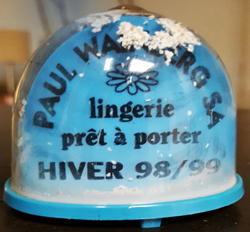 PAUL SA
lingerie
prêt à porter
HIVER 98/99